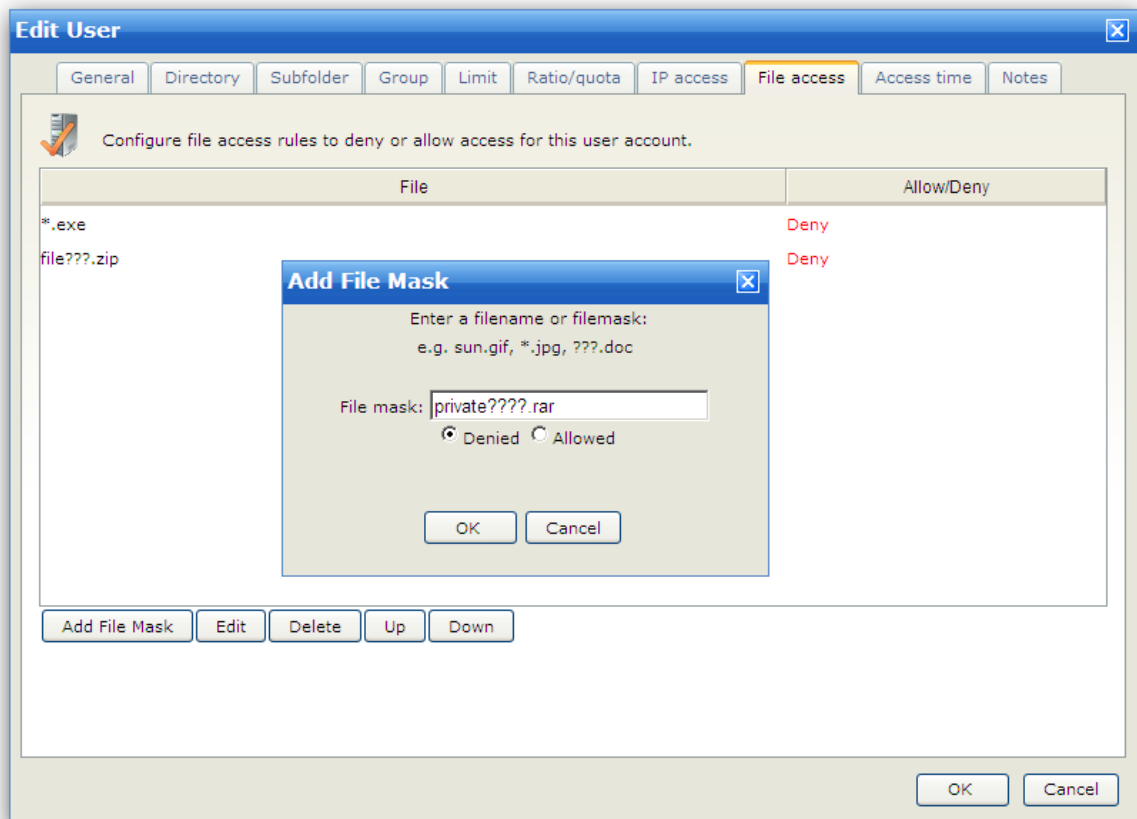 Edit User
General Directory Subfolder Group Limit Ratio/quota IP access File access Access time Notes
Configure file access rules to deny or allow access for this user account.
File Allow/Deny
*.exe Deny
file???.zip Deny
Add File Mask
Enter a filename or filemask:
e.g. sun.gif, *.jpg, ???.doc
File mask: private????.rar
Denied Allowed
OK Cancel
Add File Mask Edit Delete Up Down
OK Cancel